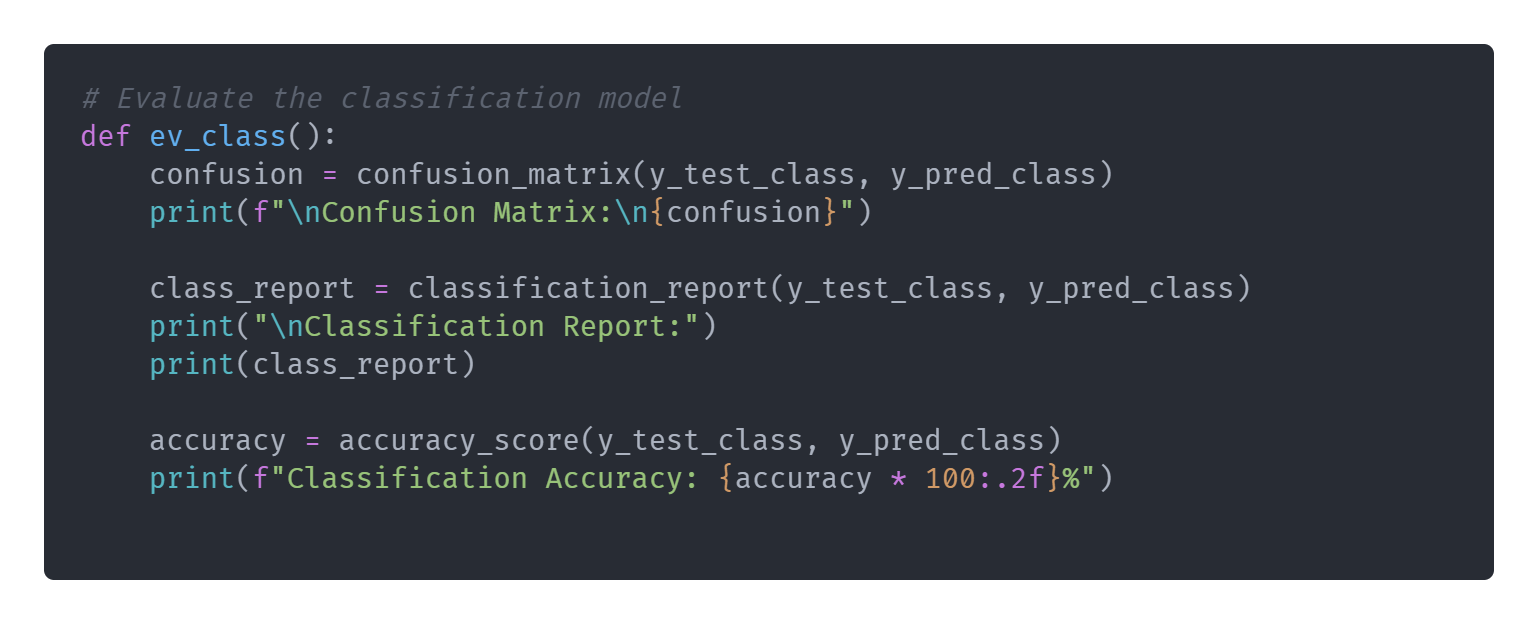 # Evaluate the classification model
def ev_class():
    confusion = confusion_matrix(y_test_class, y_pred_class)
    print(f"\nConfusion Matrix:\n{confusion}")

    class_report = classification_report(y_test_class, y_pred_class)
    print("\nClassification Report:")
    print(class_report)

    accuracy = accuracy_score(y_test_class, y_pred_class)
    print(f"Classification Accuracy: {accuracy * 100:.2f}%")